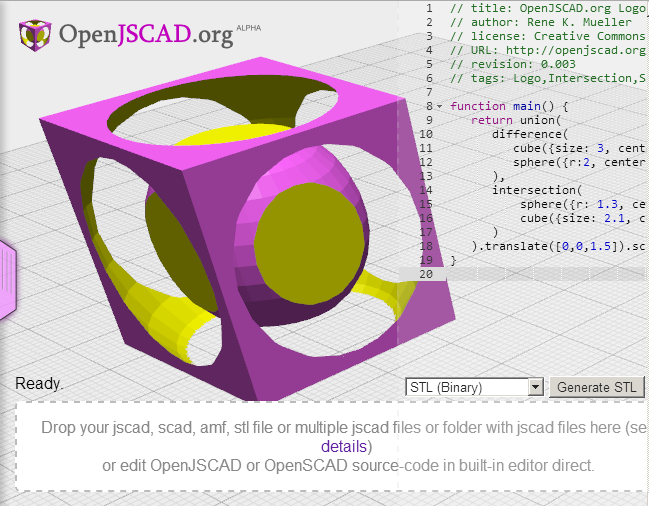 OpenJSCAD.org ALPHA
1 // title: OpenJSCAD.org Logo
2 // author: Rene K. Mueller
3 // license: Creative Commons
4 // URL: http://openjscad.org
5 // revision: 0.003
6 // tags: Logo,Intersection,S
7
8 function main() {
9 return union(
10 difference(
11 cube({size: 3, cent
12 sphere({r:2, center
13 ),
14 intersection(
15 sphere({r: 1.3, ce
16 cube({size: 2.1, c
17 )
18 ).translate([0,0,1.5]).sc
19 }
20
Ready.
STL (Binary) Generate STL
Drop your jscad, scad, amf, stl file or multiple jscad files or folder with jscad files here (se
details)
or edit OpenJSCAD or OpenSCAD source-code in built-in editor direct.